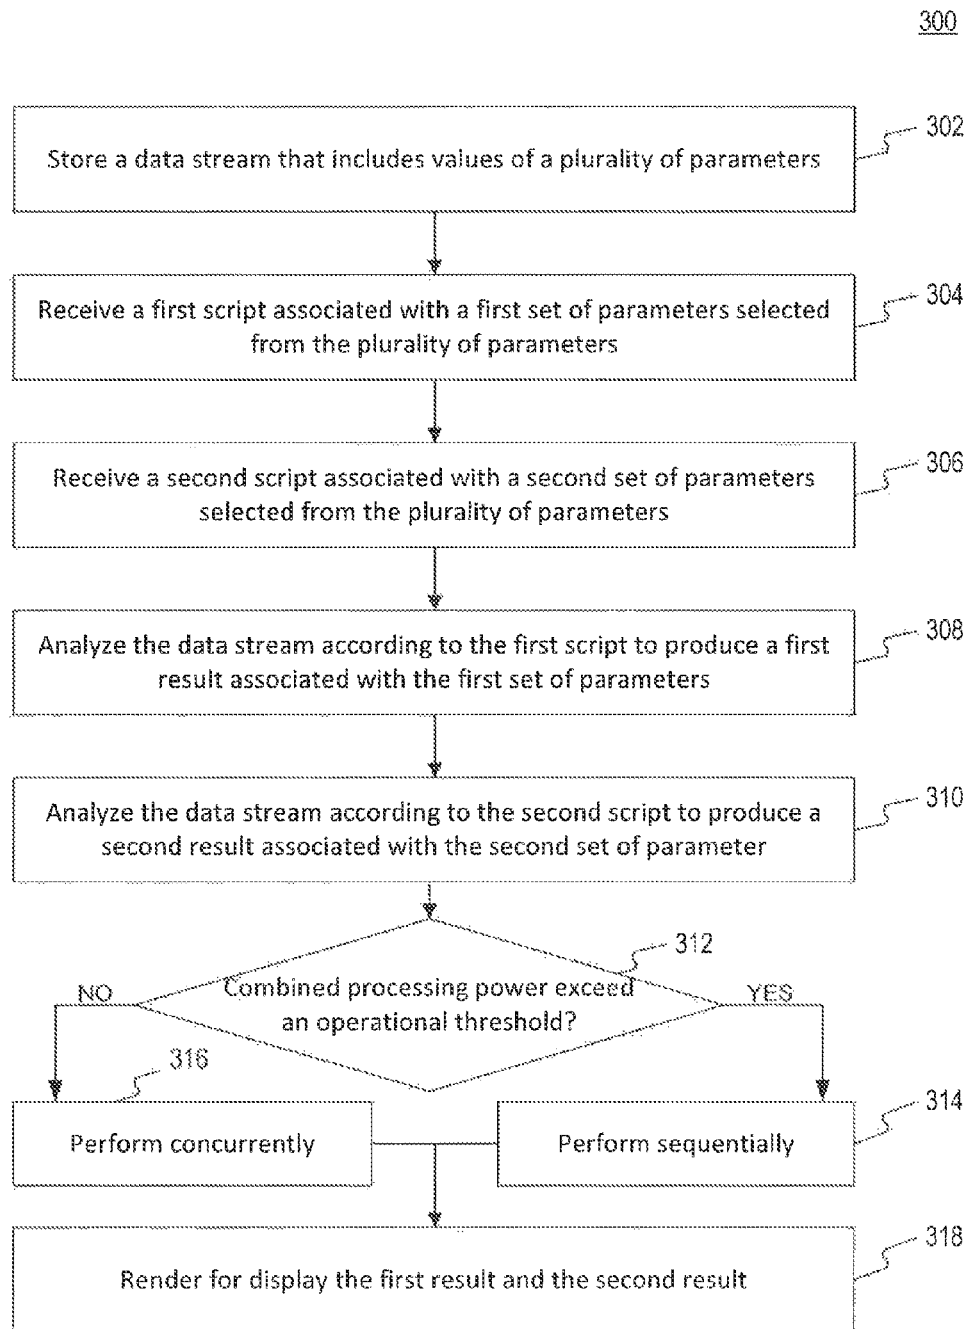 300
Store a data stream that includes values of a plurality of parameters
302
Receive a first script associated with a first set of parameters selected
from the plurality of parameters
304
Receive a second script associated with a second set of parameters
selected from the plurality of parameters
306
Analyze the data stream according to the first script to produce a first
result associated with the first set of parameters
308
Analyze the data stream according to the second script to produce a
second result associated with the second set of parameter
310
312
Combined processing power exceed
an operational threshold?
NO
YES
316
Perform concurrently
314
Perform sequentially
318
Render for display the first result and the second result